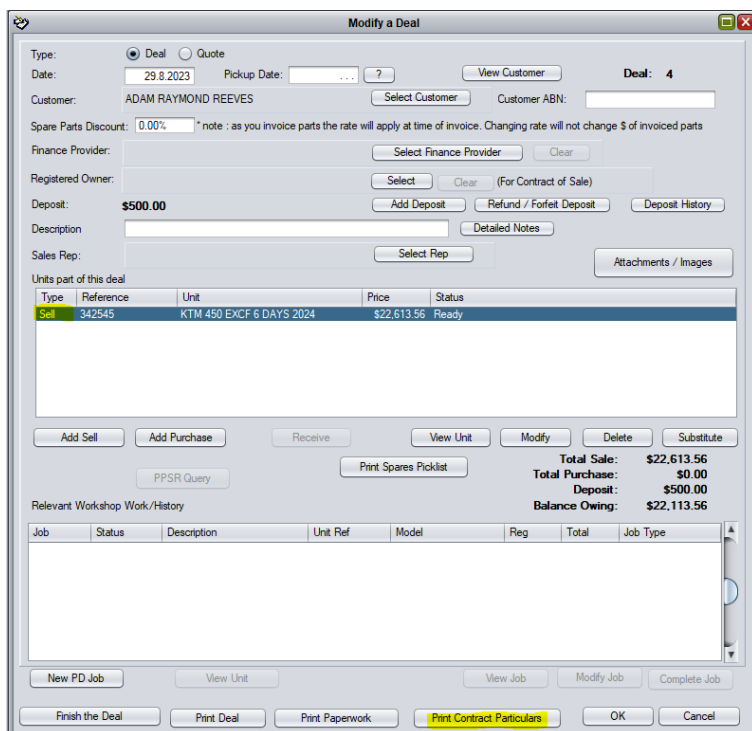 Modify a Deal
Type: Deal Quote
Date: 29.8.2023 Pickup Date: ... ? View Customer Deal: 4
Customer: ADAM RAYMOND REEVES Select Customer Customer ABN:
Spare Parts Discount: 0.00% * note : as you invoice parts the rate will apply at time of invoice. Changing rate will not change $ of invoiced parts
Finance Provider: Select Finance Provider Clear
Registered Owner: Select Clear (For Contract of Sale)
Deposit: $500.00 Add Deposit Refund / Forfeit Deposit Deposit History
Description Detailed Notes
Sales Rep: Select Rep Attachments / Images
Units part of this deal
Type Reference Unit Price Status
Sell 342545 KTM 450 EXCF 6 DAYS 2024 $22,613.56 Ready
Add Sell Add Purchase Receive View Unit Modify Delete Substitute
PPSR Query Print Spares Picklist Total Sale: $22,613.56
Total Purchase: $0.00
Deposit: $500.00
Relevant Workshop Work/History Balance Owing: $22,113.56
Job Status Description Unit Ref Model Reg Total Job Type
New PD Job View Unit View Job Modify Job Complete Job
Finish the Deal Print Deal Print Paperwork Print Contract Particulars OK Cancel